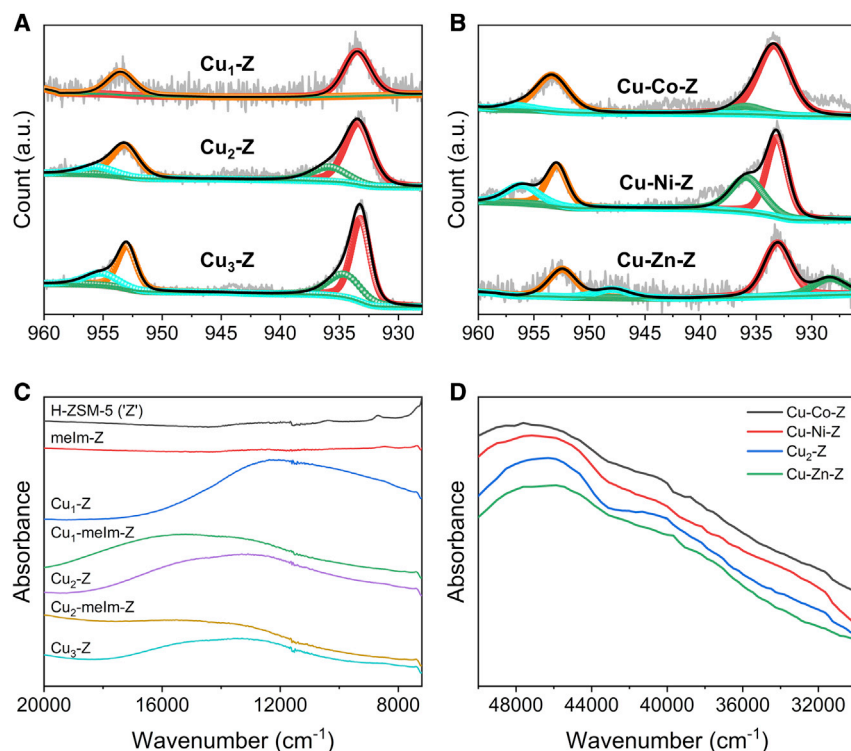 A
Cu₁-Z
Cu₂-Z
Cu₃-Z
Count (a.u.)
960 955 950 945 940 935 930
B
Cu-Co-Z
Cu-Ni-Z
Cu-Zn-Z
Count (a.u.)
960 955 950 945 940 935 930
C
H-ZSM-5 ('Z')
meIm-Z
Cu₁-Z
Cu₁-meIm-Z
Cu₂-Z
Cu₂-meIm-Z
Cu₃-Z
Absorbance
20000 16000 12000 8000
Wavenumber (cm⁻¹)
D
Cu-Co-Z
Cu-Ni-Z
Cu₂-Z
Cu-Zn-Z
Absorbance
48000 44000 40000 36000 32000
Wavenumber (cm⁻¹)